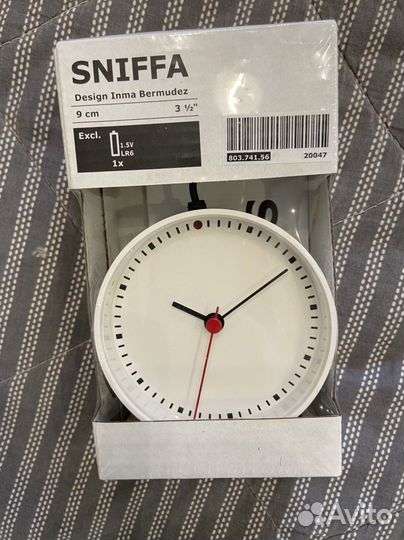 SNIFFA
Design Inma Bermudez
9 cm 3 ½"
Excl.
1.5V
LR6
1x
803.741.56 20047
Avito